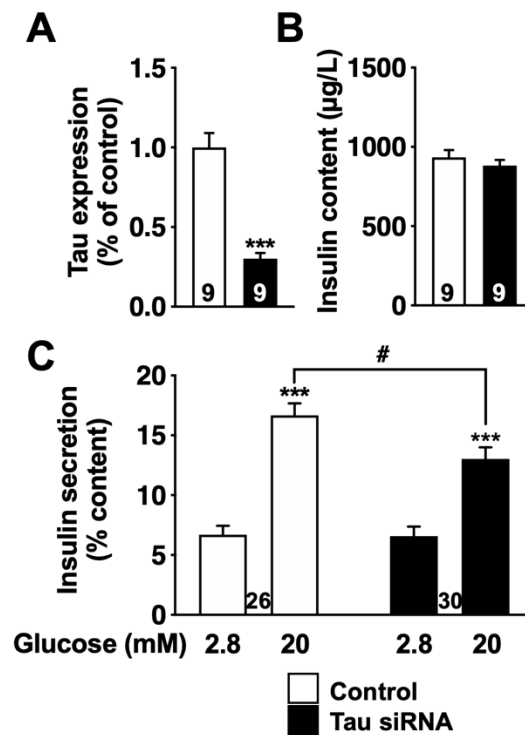 A
Tau expression
(% of control)
1.5
1.0
0.5
0.0
***
9
9
B
Insulin content (µg/L)
1500
1000
500
0
9
9
C
Insulin secretion
(% content)
20
15
10
5
0
#
***
***
26
30
Glucose (mM) 2.8 20 2.8 20
Control
Tau siRNA